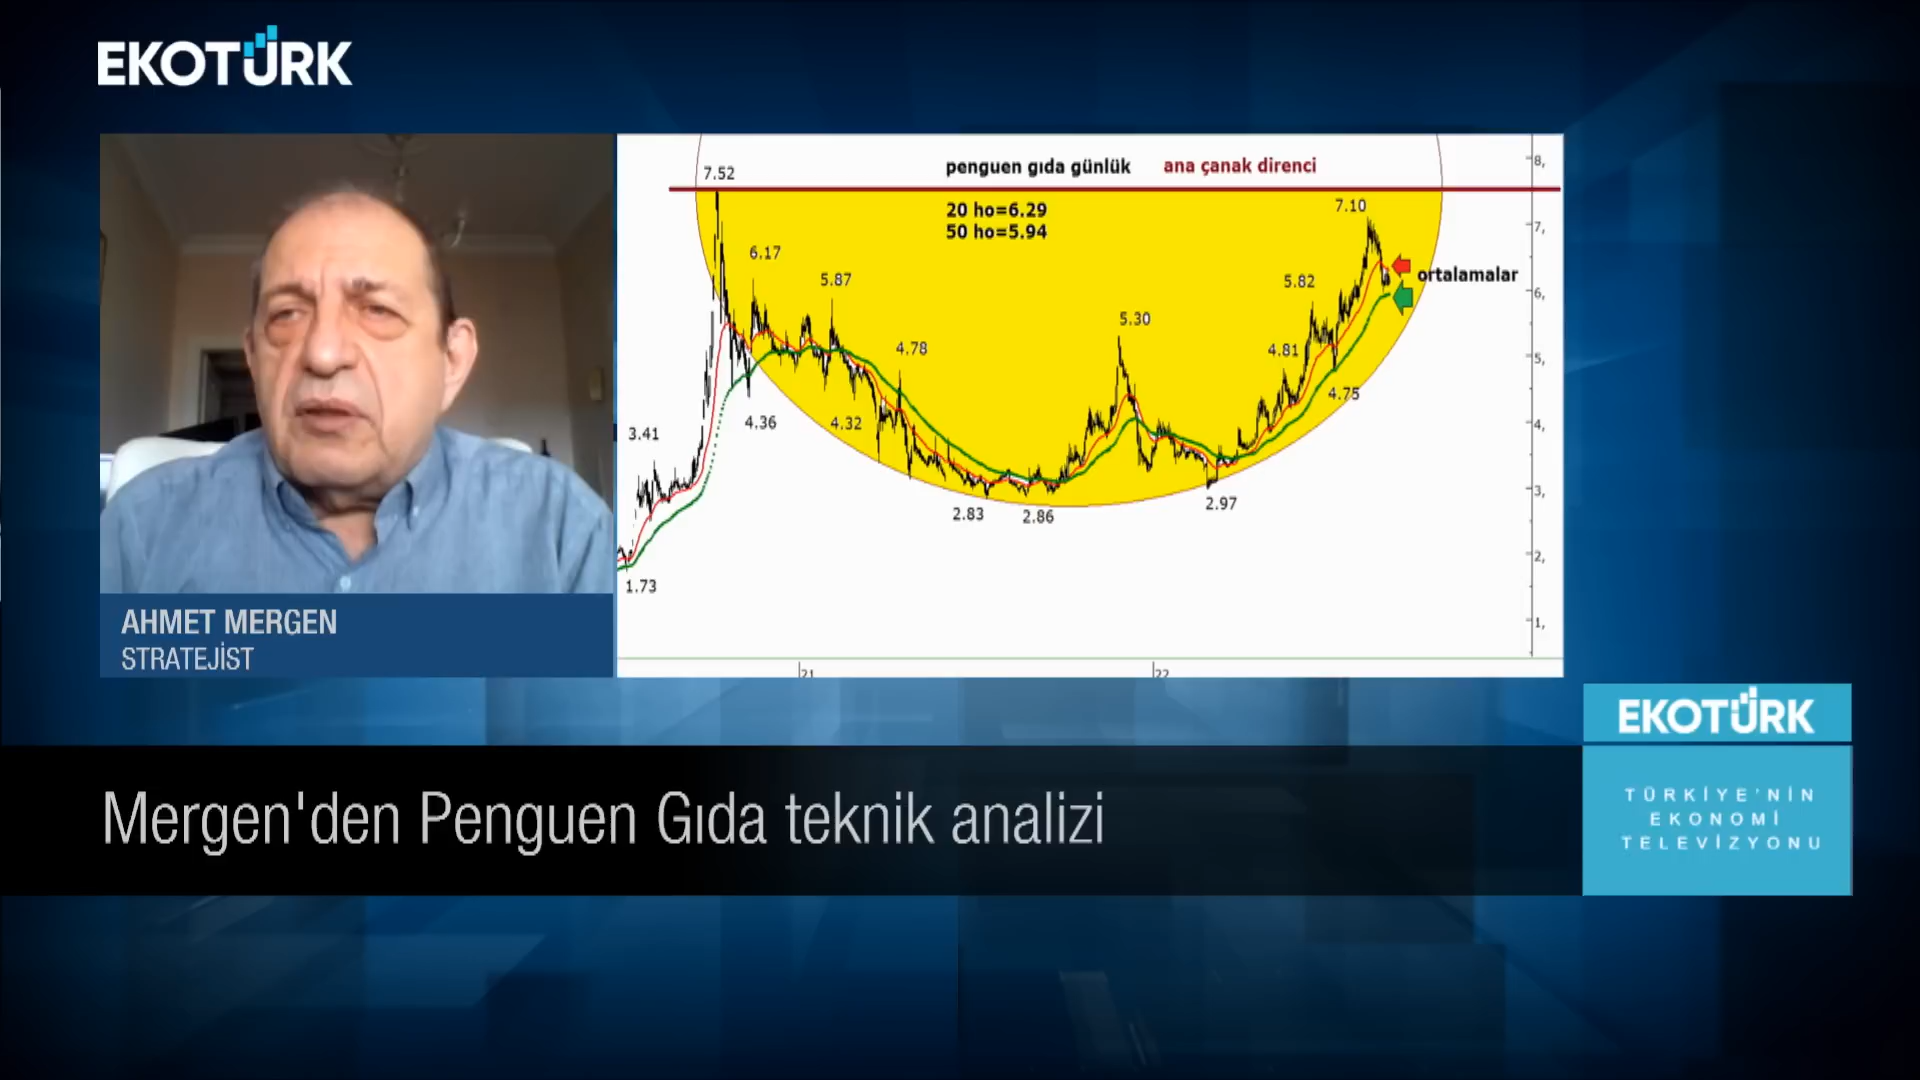 EKOTÜRK
7.52
penguen gıda günlük
ana çanak direnci
20 ho=6.29
50 ho=5.94
7.10
6.17
5.87
5.82
ortalamalar
5.30
4.78
4.81
4.75
4.36
4.32
3.41
2.83
2.86
2.97
1.73
8,
7,
6,
5,
4,
3,
2,
1,
21
22
AHMET MERGEN
STRATEJİST
EKOTÜRK
TÜRKİYE'NİN
EKONOMİ
TELEVİZYONU
Mergen'den Penguen Gıda teknik analizi